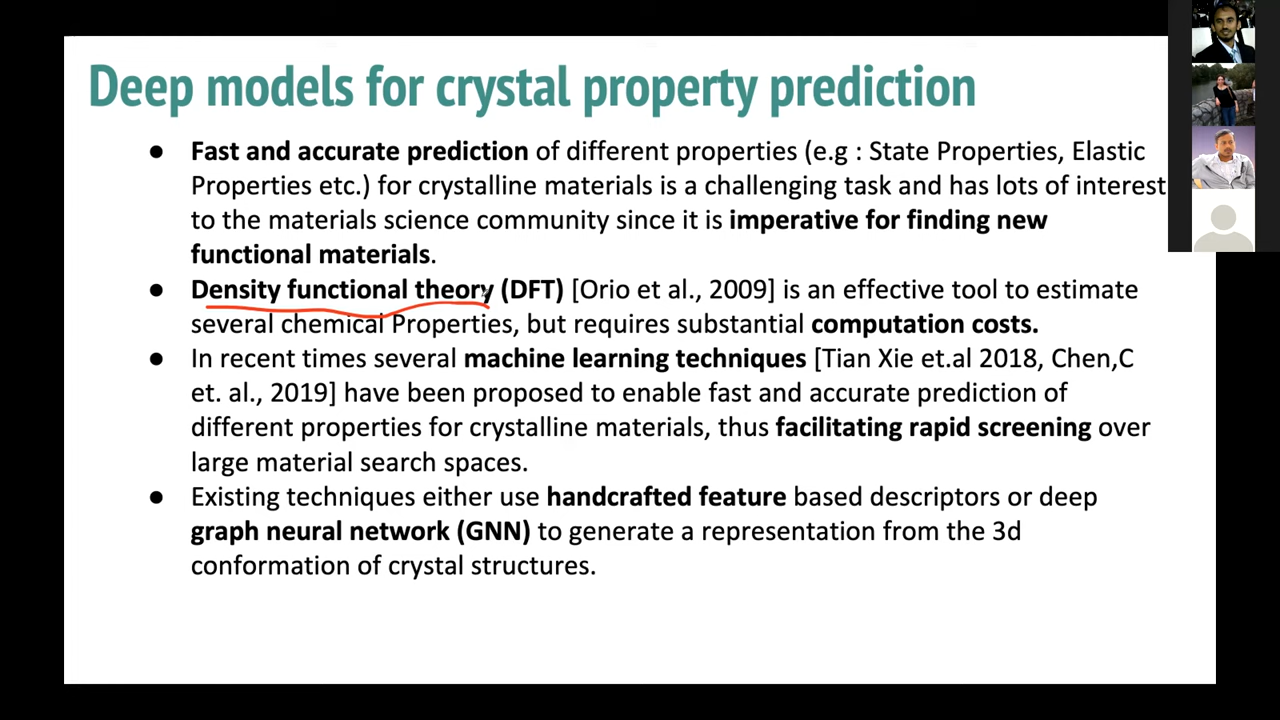 Deep models for crystal property prediction
● Fast and accurate prediction of different properties (e.g : State Properties, Elastic
Properties etc.) for crystalline materials is a challenging task and has lots of interest
to the materials science community since it is imperative for finding new
functional materials.
● Density functional theory (DFT) [Orio et al., 2009] is an effective tool to estimate
several chemical Properties, but requires substantial computation costs.
● In recent times several machine learning techniques [Tian Xie et.al 2018, Chen,C
et. al., 2019] have been proposed to enable fast and accurate prediction of
different properties for crystalline materials, thus facilitating rapid screening over
large material search spaces.
● Existing techniques either use handcrafted feature based descriptors or deep
graph neural network (GNN) to generate a representation from the 3d
conformation of crystal structures.